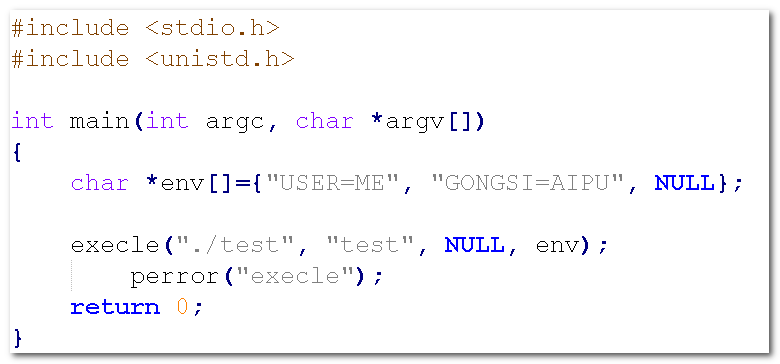 #include <stdio.h>
#include <unistd.h>
int main(int argc, char *argv[])
{
char *env[]={"USER=ME", "GONGSI=AIPU", NULL};
execle("./test", "test", NULL, env);
perror("execle");
return 0;
}